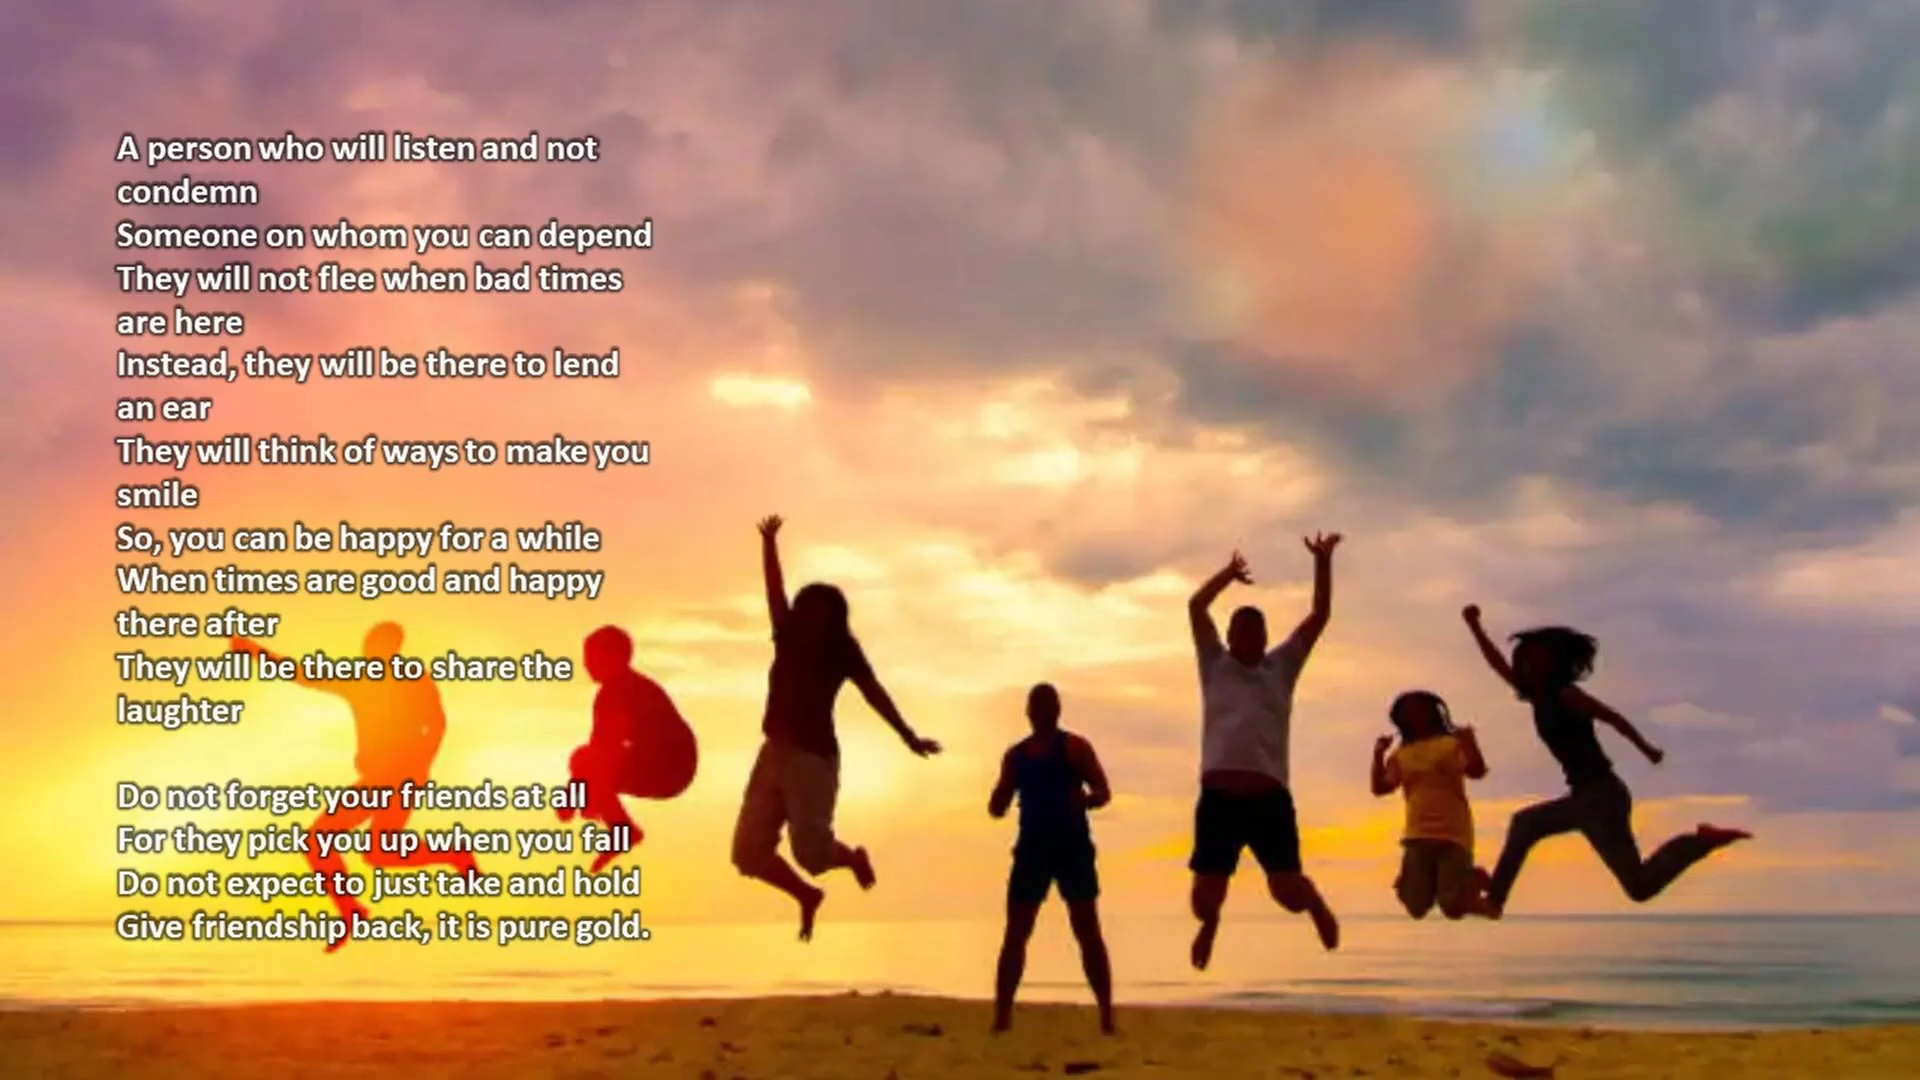 A person who will listen and not
condemn
Someone on whom you can depend
They will not flee when bad times
are here
Instead, they will be there to lend
an ear
They will think of ways to make you
smile
So, you can be happy for a while
When times are good and happy
there after
They will be there to share the
laughter
Do not forget your friends at all
For they pick you up when you fall
Do not expect to just take and hold
Give friendship back, it is pure gold.